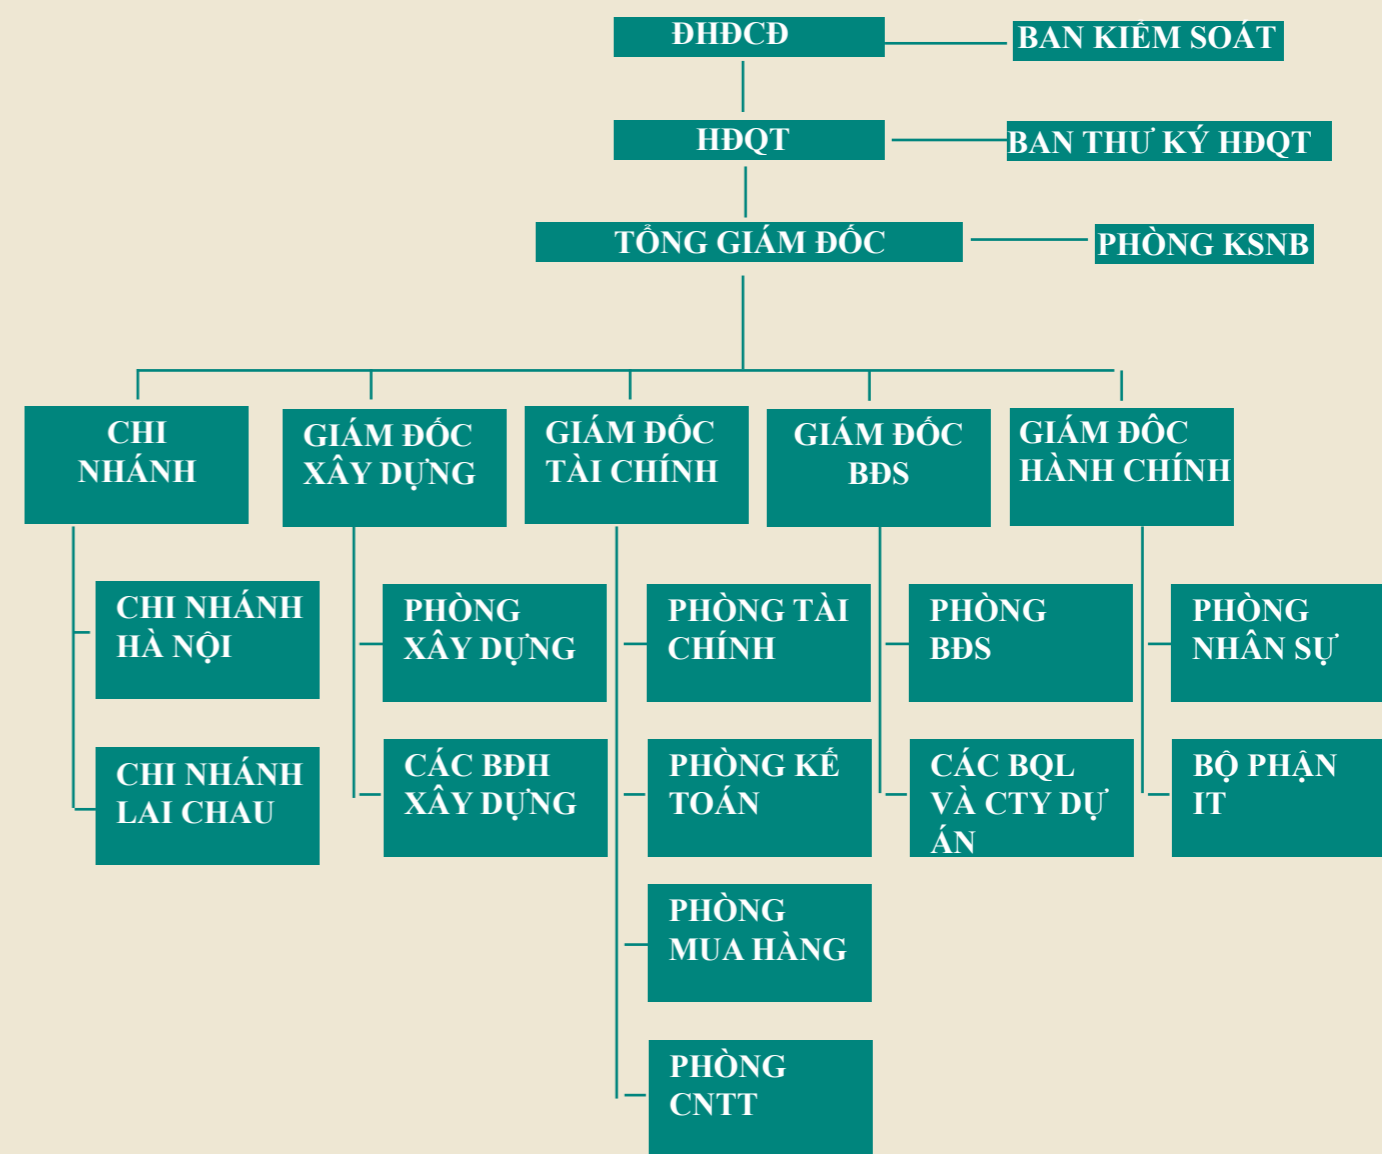 ĐHĐCĐ
BAN KIỂM SOÁT
HĐQT
BAN THƯ KÝ HĐQT
TỔNG GIÁM ĐỐC
PHÒNG KSNB
CHI
NHÁNH
GIÁM ĐỐC
XÂY DỰNG
GIÁM ĐỐC
TÀI CHÍNH
GIÁM ĐỐC
BĐS
GIÁM ĐÔC
HÀNH CHÍNH
CHI NHÁNH
HÀ NỘI
CHI NHÁNH
LAI CHAU
PHÒNG
XÂY DỰNG
CÁC BĐH
XÂY DỰNG
PHÒNG TÀI
CHÍNH
PHÒNG KẾ
TOÁN
PHÒNG
MUA HÀNG
PHÒNG
CNTT
PHÒNG
BĐS
CÁC BQL
VÀ CTY DỰ
ÁN
PHÒNG
NHÂN SỰ
BỘ PHẬN
IT